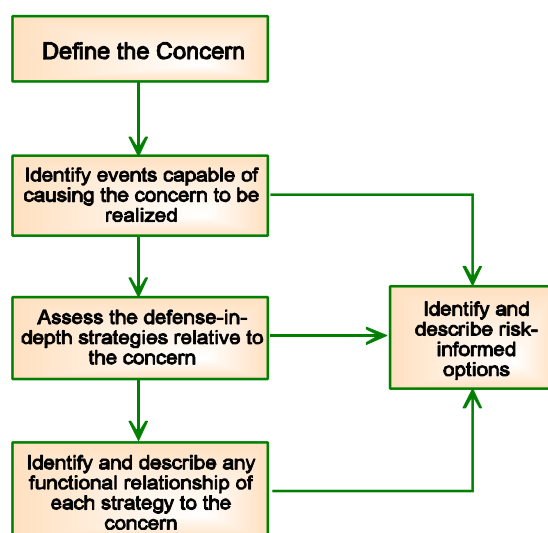 Define the Concern
Identify events capable of
causing the concern to be
realized
Assess the defense-in-
depth strategies relative to
the concern
Identify and
describe risk-
informed
options
Identify and describe any
functional relationship of
each strategy to the
concern